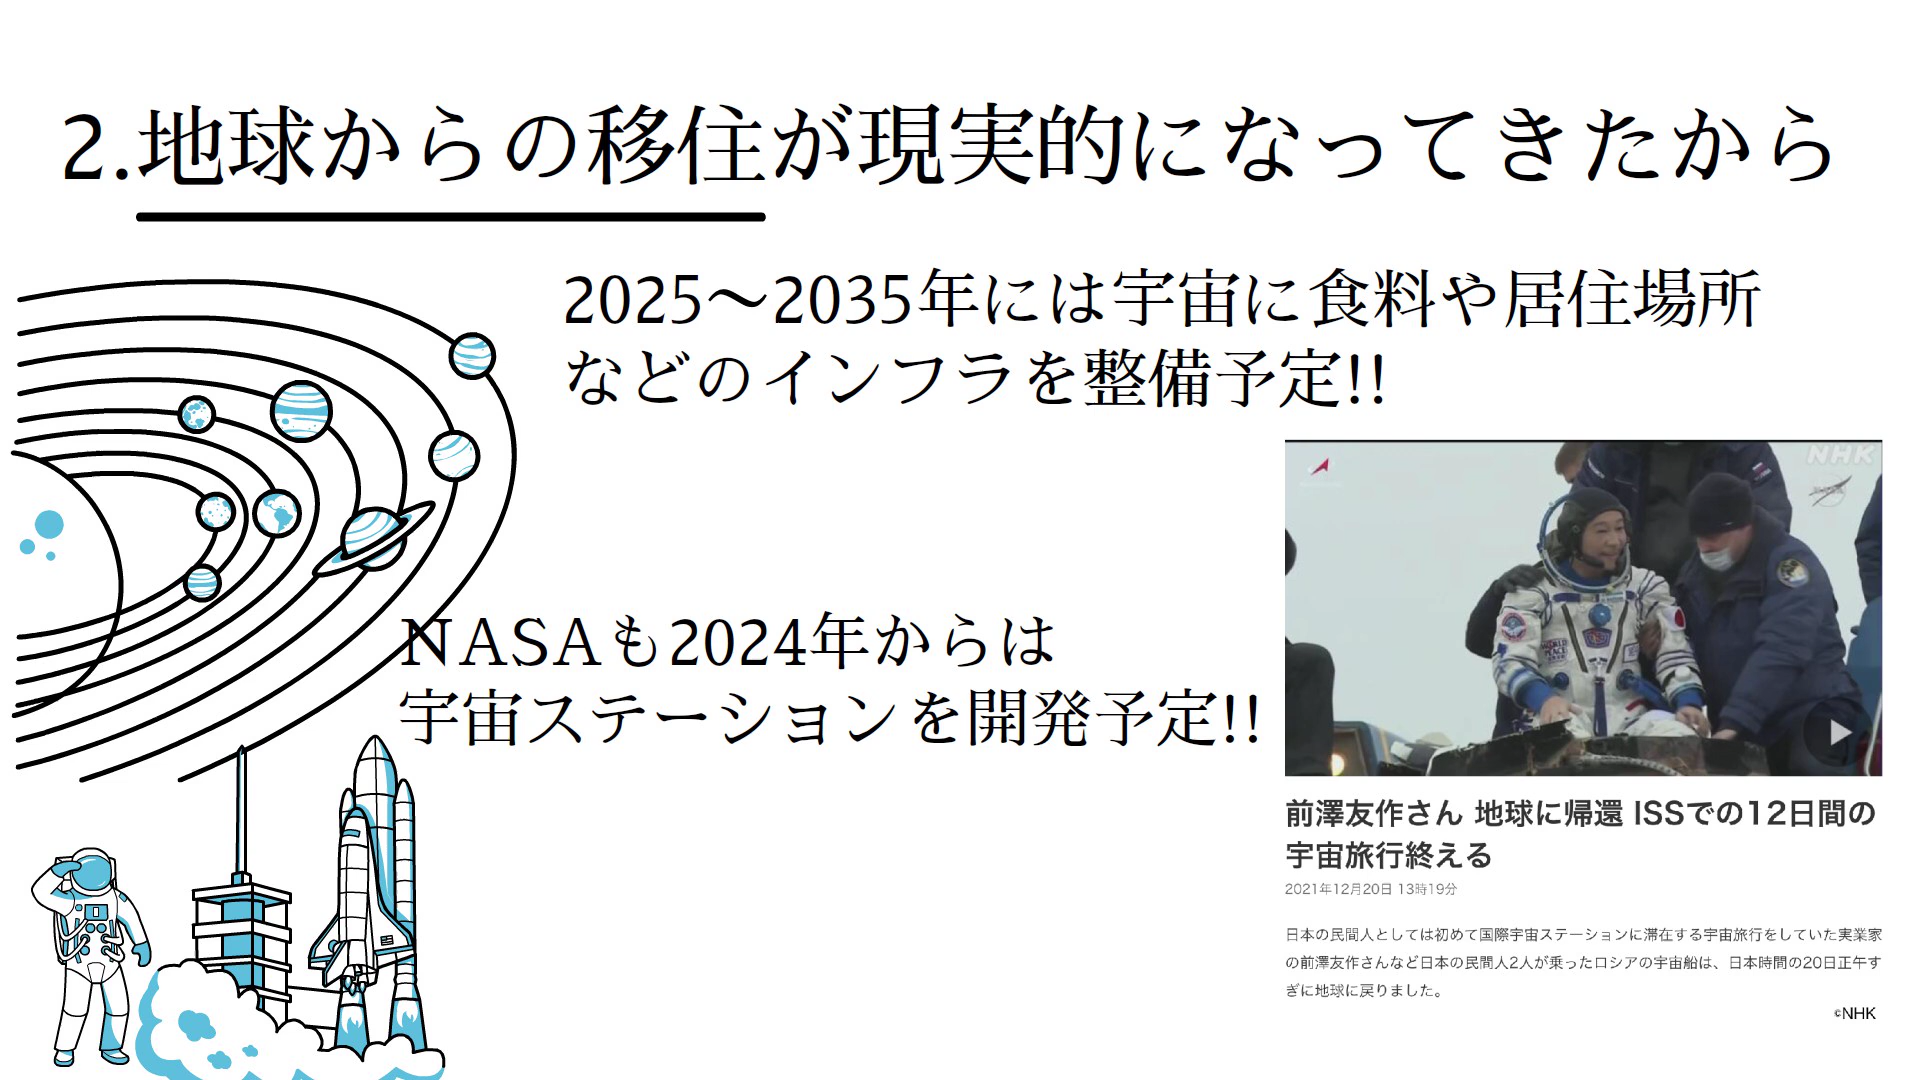 2.地球からの移住が現実的になってきたから
2025〜2035年には宇宙に食料や居住場所
などのインフラを整備予定!!
NASAも2024年からは
宇宙ステーションを開発予定!!
NHK
前澤友作さん 地球に帰還 ISSでの12日間の
宇宙旅行終える
2021年12月20日 13時19分
日本の民間人としては初めて国際宇宙ステーションに滞在する宇宙旅行をしていた実業家
の前澤友作さんなど日本の民間人2人が乗ったロシアの宇宙船は、日本時間の20日正午す
ぎに地球に戻りました。
©NHK